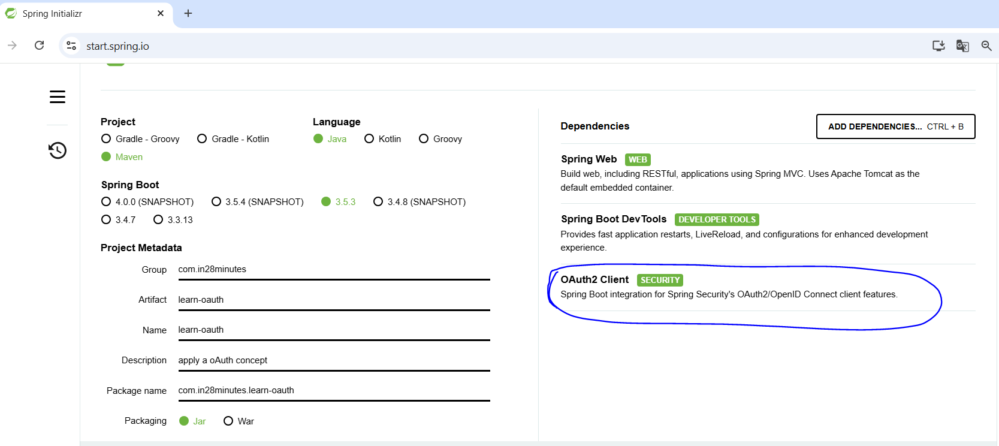 Spring Initializr
start.spring.io
Project
Gradle - Groovy Gradle - Kotlin
Maven
Language
Java Kotlin Groovy
Spring Boot
4.0.0 (SNAPSHOT) 3.5.4 (SNAPSHOT) 3.5.3 3.4.8 (SNAPSHOT)
3.4.7 3.3.13
Project Metadata
Group com.in28minutes
Artifact learn-oauth
Name learn-oauth
Description apply a oAuth concept
Package name com.in28minutes.learn-oauth
Packaging Jar War
Dependencies ADD DEPENDENCIES... CTRL + B
Spring Web WEB
Build web, including RESTful, applications using Spring MVC. Uses Apache Tomcat as the
default embedded container.
Spring Boot DevTools DEVELOPER TOOLS
Provides fast application restarts, LiveReload, and configurations for enhanced development
experience.
OAuth2 Client SECURITY
Spring Boot integration for Spring Security's OAuth2/OpenID Connect client features.